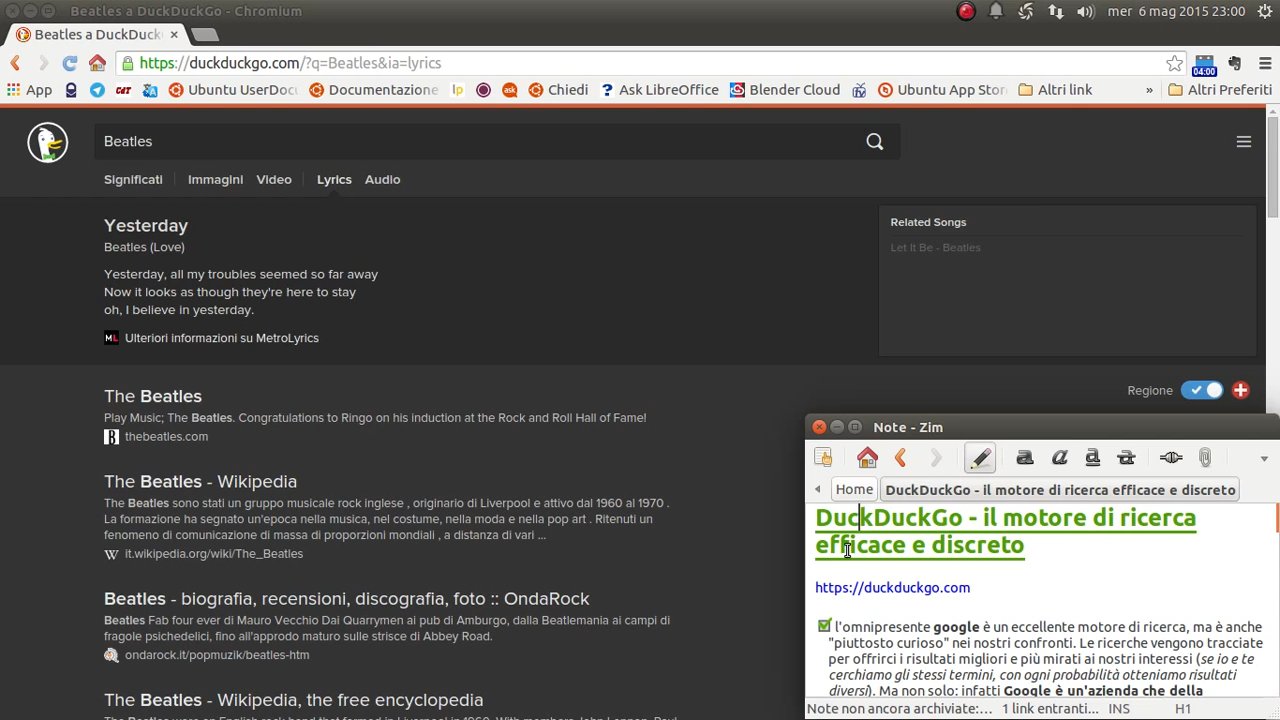 Beatles a DuckDuckGo - Chromium
mer 6 mag 2015 23:00
Beatles a DuckDuck
https://duckduckgo.com/?q=Beatles&ia=lyrics
04:00
App
CAT
Ubuntu UserDocu
Documentazione
lp
ask
Chiedi
? Ask LibreOffice
Blender Cloud
TV
Ubuntu App Stor
Altri link
»
Altri Preferiti
Beatles
Significati Immagini Video Lyrics Audio
Yesterday
Beatles (Love)
Yesterday, all my troubles seemed so far away
Now it looks as though they're here to stay
oh, I believe in yesterday.
ML Ulteriori informazioni su MetroLyrics
Related Songs
Let It Be - Beatles
Regione
The Beatles
Play Music; The Beatles. Congratulations to Ringo on his induction at the Rock and Roll Hall of Fame!
B thebeatles.com
The Beatles - Wikipedia
The Beatles sono stati un gruppo musicale rock inglese , originario di Liverpool e attivo dal 1960 al 1970 .
La formazione ha segnato un'epoca nella musica, nel costume, nella moda e nella pop art . Ritenuti un
fenomeno di comunicazione di massa di proporzioni mondiali , a distanza di vari ...
W it.wikipedia.org/wiki/The_Beatles
Beatles - biografia, recensioni, discografia, foto :: OndaRock
Beatles Fab four ever di Mauro Vecchio Dai Quarrymen ai pub di Amburgo, dalla Beatlemania ai campi di
fragole psichedelici, fino all'approdo maturo sulle strisce di Abbey Road.
ondarock.it/popmuzik/beatles-htm
The Beatles - Wikipedia, the free encyclopedia
Note - Zim
a a a a
Home
DuckDuckGo - il motore di ricerca efficace e discreto
DuckDuckGo - il motore di ricerca
efficace e discreto
https://duckduckgo.com
l'omnipresente google è un eccellente motore di ricerca, ma è anche
"piuttosto curioso" nei nostri confronti. Le ricerche vengono tracciate
per offrirci i risultati migliori e più mirati ai nostri interessi (se io e te
cerchiamo gli stessi termini, con ogni probabilità otteniamo risultati
diversi). Ma non solo: infatti Google è un'azienda che della
Note non ancora archiviate:... 1 link entranti... INS H1